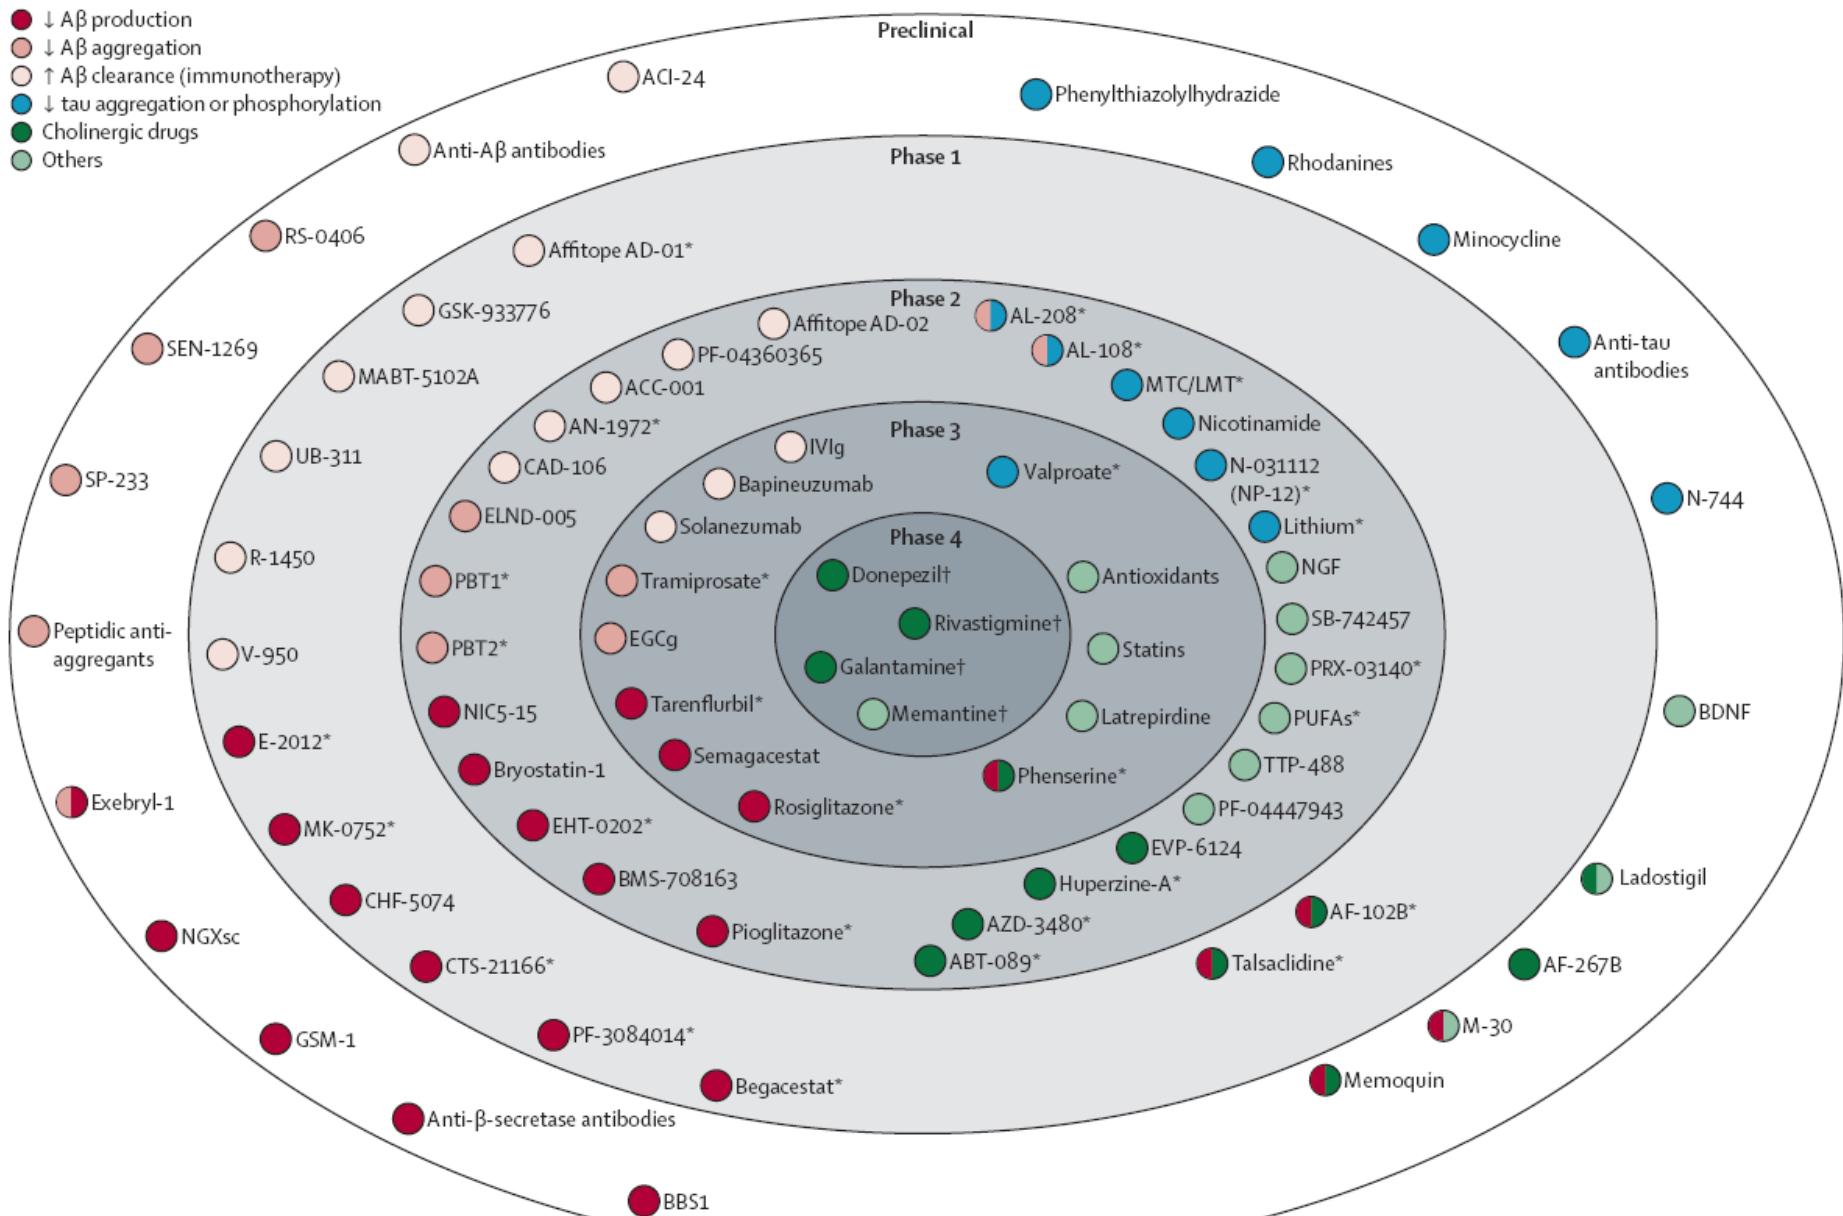 ↓ Aβ production
↓ Aβ aggregation
↑ Aβ clearance (immunotherapy)
↓ tau aggregation or phosphorylation
Cholinergic drugs
Others
Preclinical
ACI-24
Phenylthiazolylhydrazide
Anti-Aβ antibodies
Rhodanines
RS-0406
Minocycline
SEN-1269
Anti-tau
antibodies
SP-233
N-744
Peptidic anti-
aggregants
BDNF
Exebryl-1
Ladostigil
NGXsc
AF-267B
GSM-1
M-30
Memoquin
Anti-β-secretase antibodies
BBS1
Phase 1
Affitope AD-01*
GSK-933776
MABT-5102A
UB-311
R-1450
V-950
E-2012*
MK-0752*
CHF-5074
CTS-21166*
PF-3084014*
Begacestat*
AF-102B*
Talsaclidine*
Phase 2
Affitope AD-02
AL-208*
PF-04360365
AL-108*
ACC-001
MTC/LMT*
AN-1972*
Nicotinamide
CAD-106
N-031112
(NP-12)*
ELND-005
Lithium*
PBT1*
NGF
PBT2*
SB-742457
PRX-03140*
NIC5-15
PUFAs*
Bryostatin-1
TTP-488
EHT-0202*
PF-04447943
BMS-708163
EVP-6124
Pioglitazone*
Huperzine-A*
AZD-3480*
ABT-089*
Phase 3
IVIg
Valproate*
Bapineuzumab
Solanezumab
Tramiprosate*
Antioxidants
EGCg
Statins
Tarenflurbil*
Latrepirdine
Semagacestat
Phenserine*
Rosiglitazone*
Phase 4
Donepezil†
Rivastigmine†
Galantamine†
Memantine†